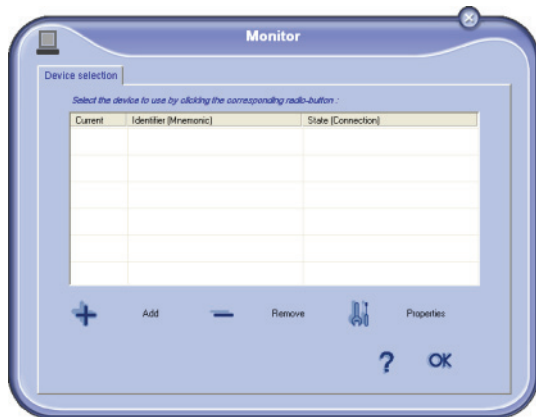 Monitor
Device selection
Select the device to use by clicking the corresponding radio-button :
Current Identifier (Mnemonic) State (Connection)
Add Remove Properties
? OK